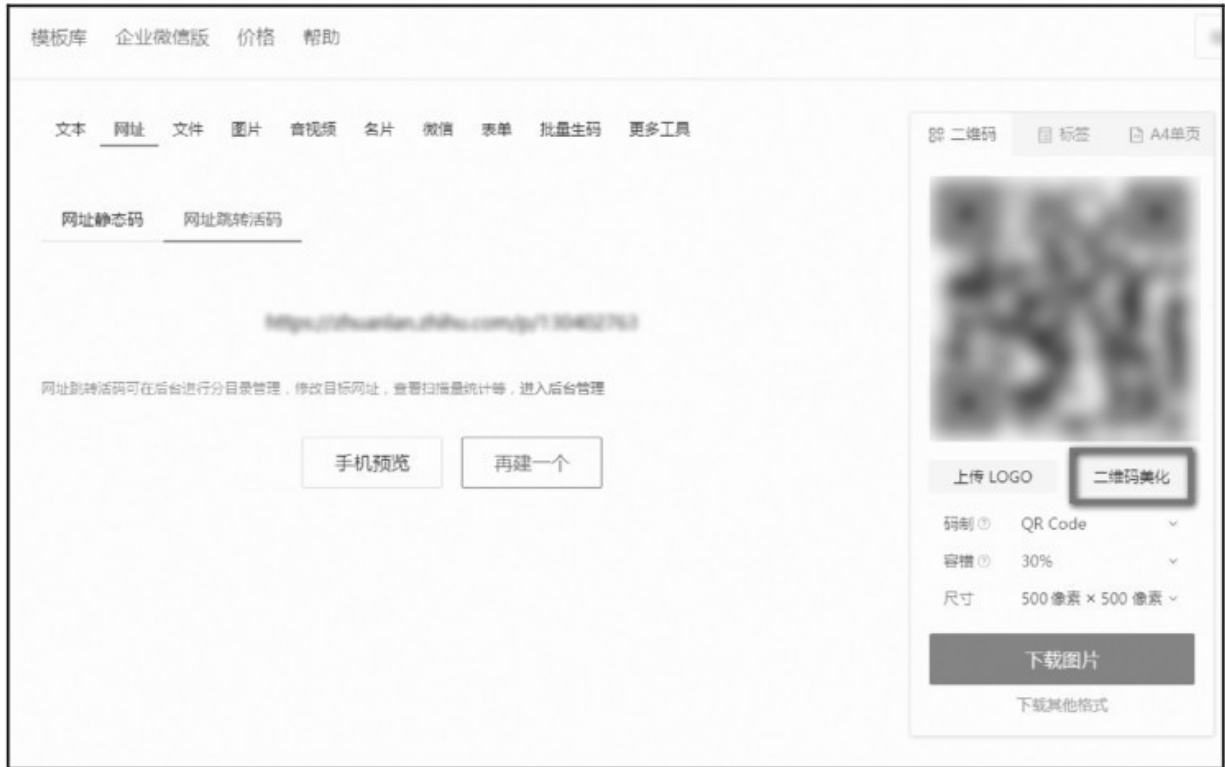 模板库 企业微信版 价格 帮助
文本 网址 文件 图片 音视频 名片 微信 表单 批量生码 更多工具
二维码 标签 A4单页
网址静态码 网址跳转活码
https://zhuanlan.zhihu.com/p/130402763
网址跳转活码可在后台进行分目录管理，修改目标网址，查看扫描量统计等，进入后台管理
手机预览 再建一个
上传 LOGO 二维码美化
码制 QR Code
容错 30%
尺寸 500 像素 × 500 像素
下载图片
下载其他格式